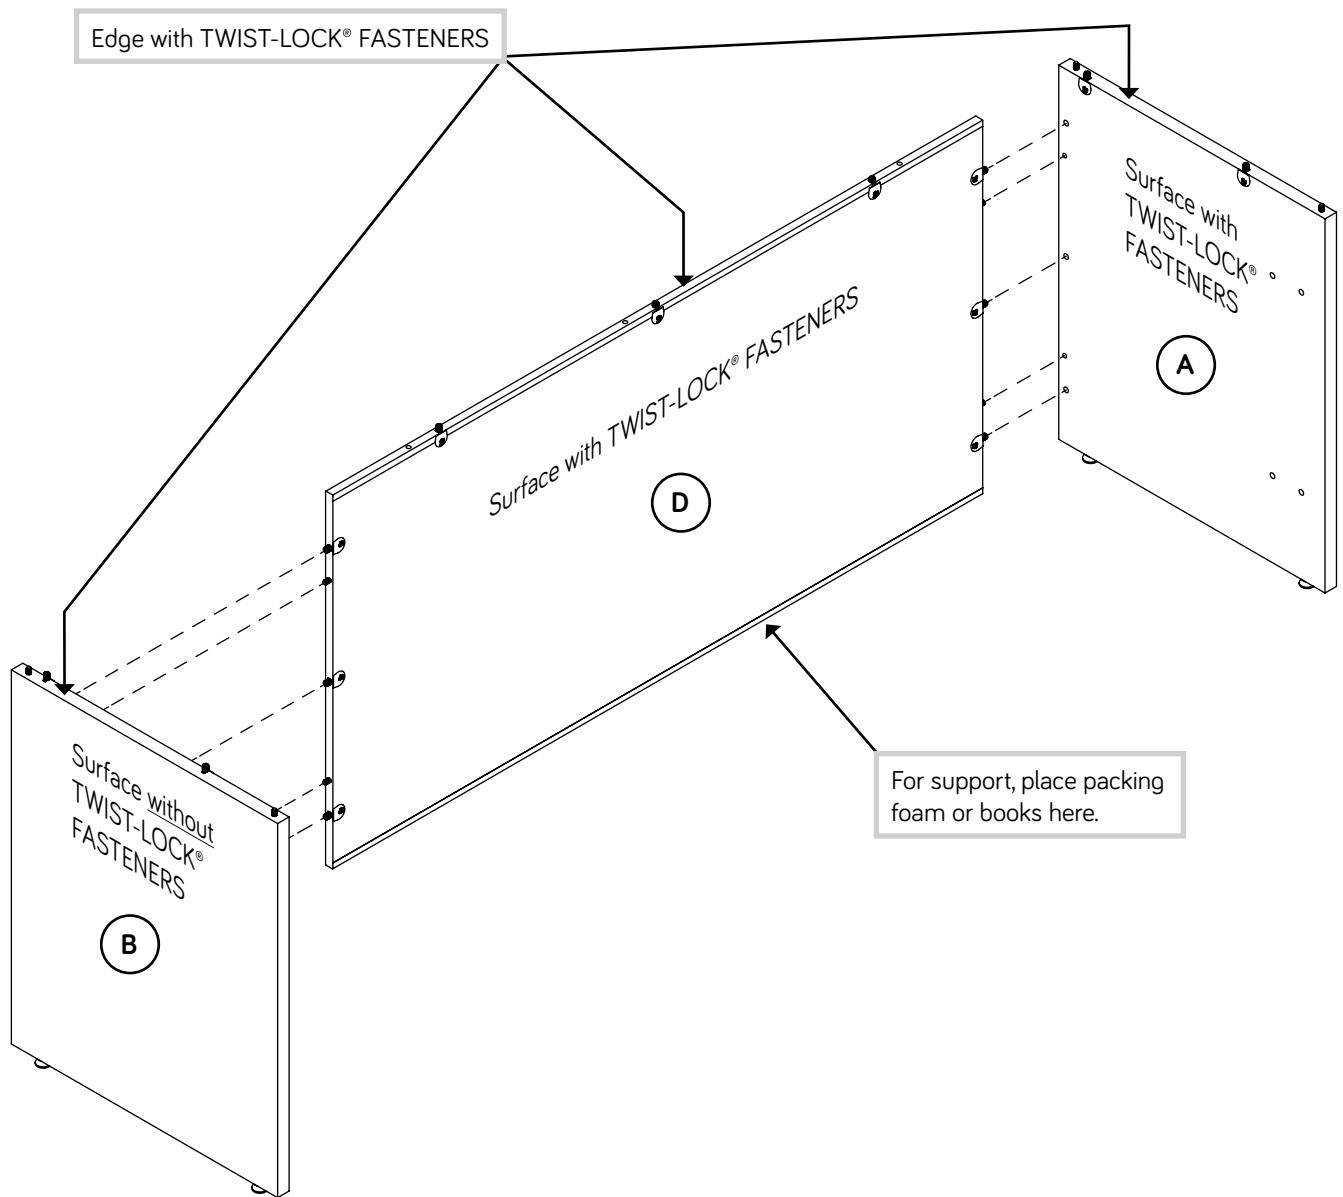 Edge with TWIST-LOCK® FASTENERS
Surface with
TWIST-LOCK®
FASTENERS
A
Surface with TWIST-LOCK® FASTENERS
D
Surface without
TWIST-LOCK®
FASTENERS
B
For support, place packing
foam or books here.